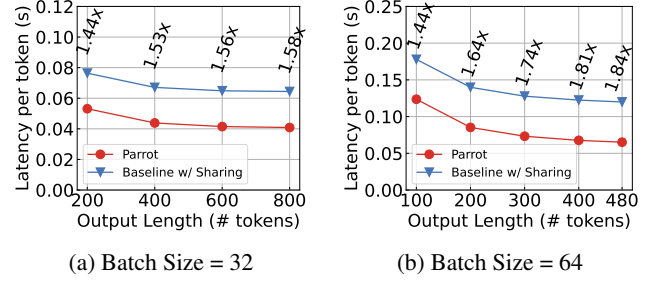 0.12
0.10
0.08
0.06
0.04
0.02
0.00
Latency per token (s)
1.44x
1.53x
1.56x
1.58x
Parrot
Baseline w/ Sharing
200
400
600
800
Output Length (# tokens)
(a) Batch Size = 32
0.25
0.20
0.15
0.10
0.05
0.00
Latency per token (s)
1.44x
1.64x
1.74x
1.81x
1.84x
Parrot
Baseline w/ Sharing
100
200
300
400
480
Output Length (# tokens)
(b) Batch Size = 64